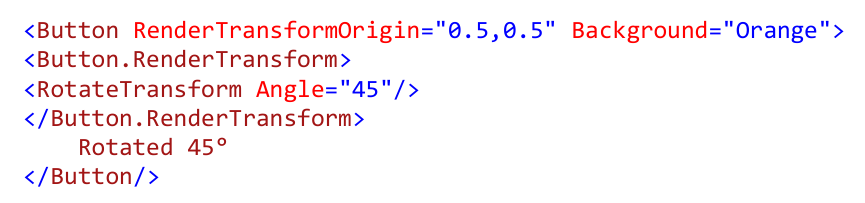 <Button RenderTransformOrigin="0.5,0.5" Background="Orange">
<Button.RenderTransform>
<RotateTransform Angle="45"/>
</Button.RenderTransform>
Rotated 45°
</Button/>